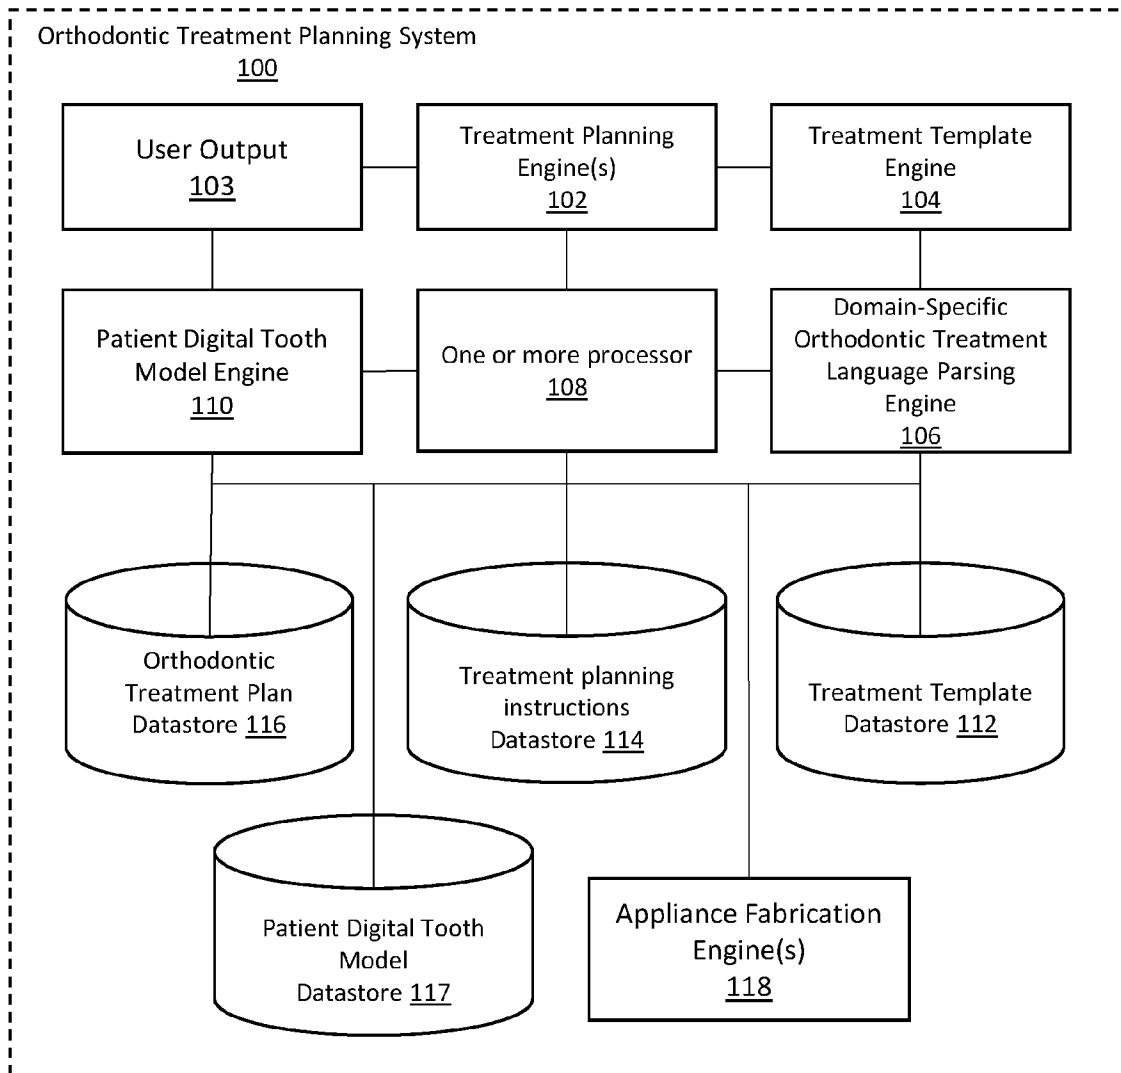 Orthodontic Treatment Planning System
100
User Output
103
Treatment Planning
Engine(s)
102
Treatment Template
Engine
104
Patient Digital Tooth
Model Engine
110
One or more processor
108
Domain-Specific
Orthodontic Treatment
Language Parsing
Engine
106
Orthodontic
Treatment Plan
Datastore 116
Treatment planning
instructions
Datastore 114
Treatment Template
Datastore 112
Patient Digital Tooth
Model
Datastore 117
Appliance Fabrication
Engine(s)
118